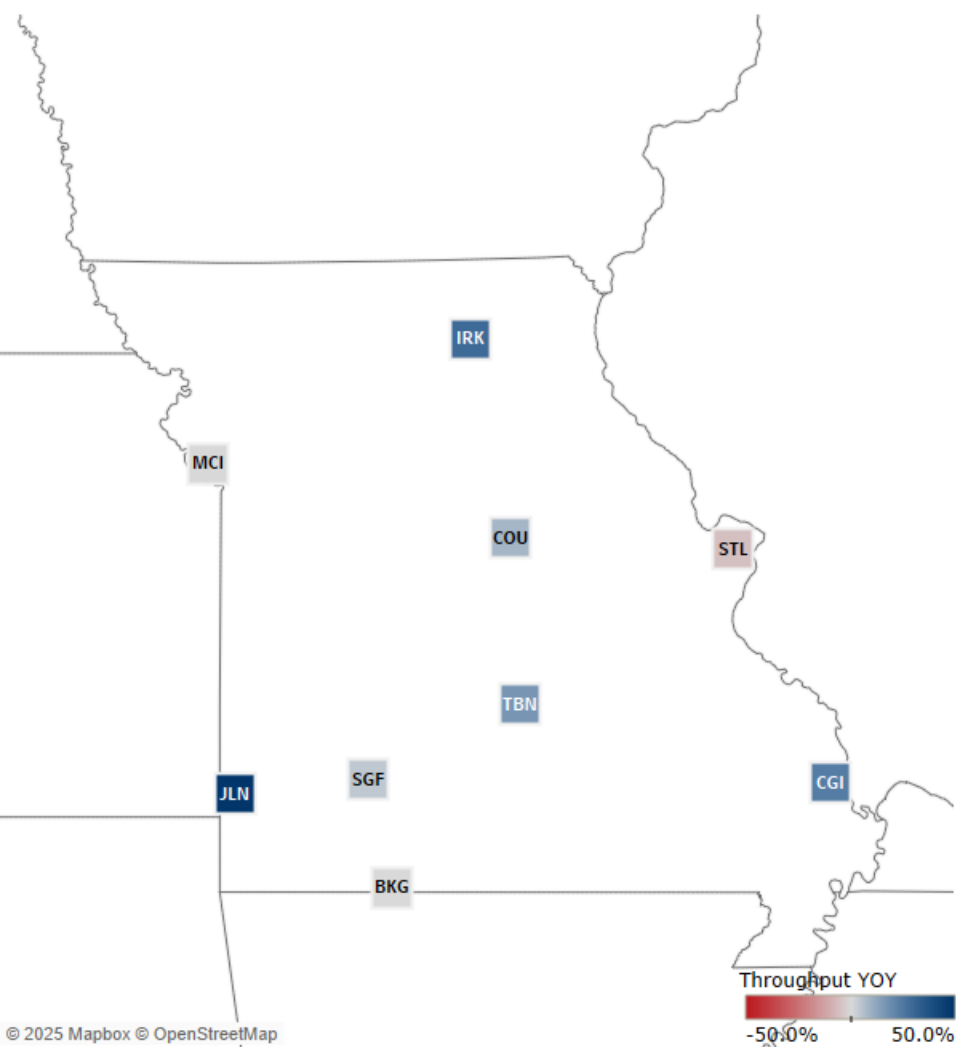 IRK
MCI
COU
STL
TBN
SGF
CGI
JLN
BKG
Throughput YOY
-50.0% 50.0%
© 2025 Mapbox © OpenStreetMap